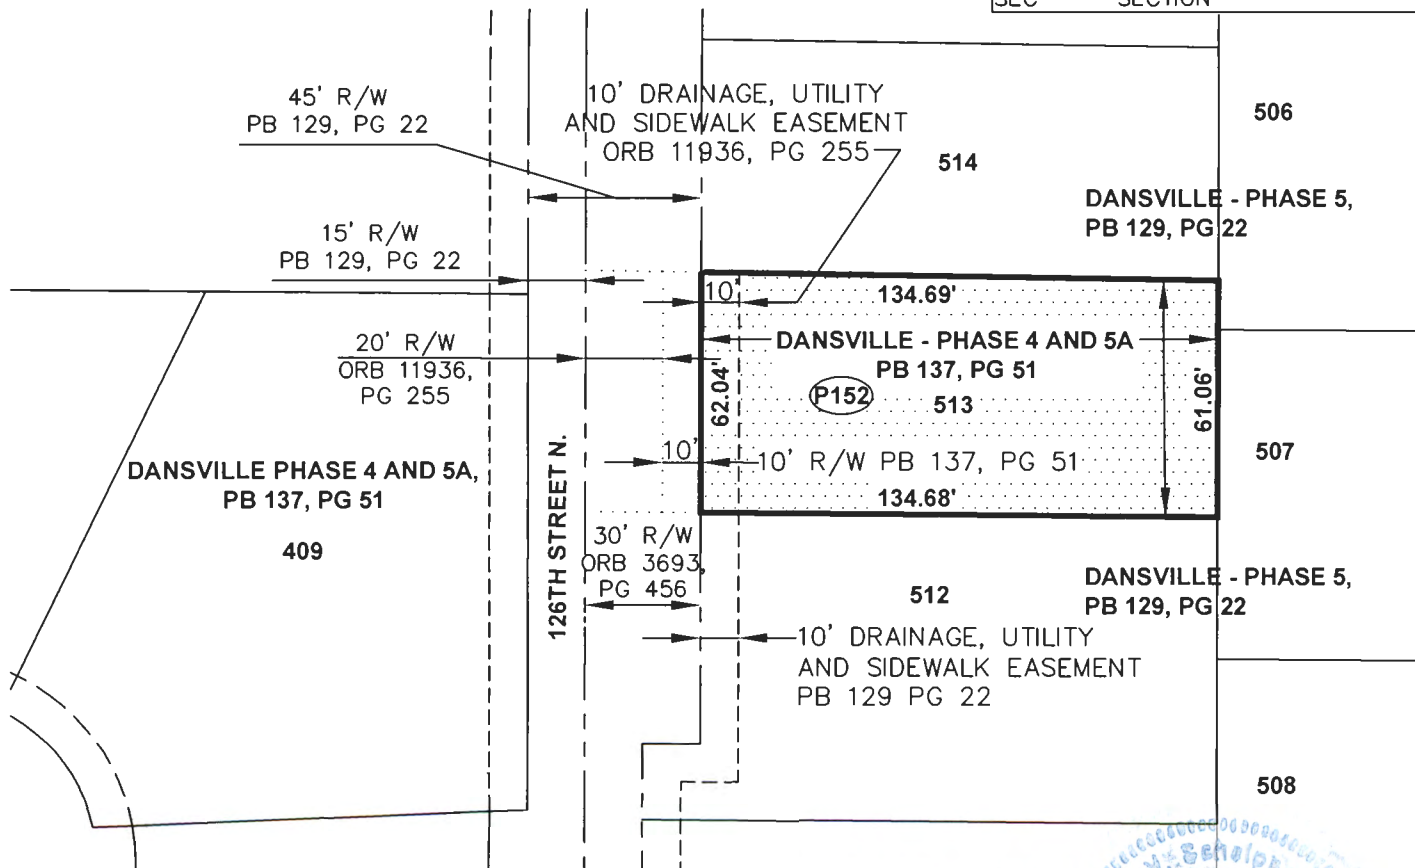 SEC SECTION
45' R/W
PB 129, PG 22
10' DRAINAGE, UTILITY
AND SIDEWALK EASEMENT
ORB 11936, PG 255
514
506
DANSVILLE - PHASE 5,
PB 129, PG 22
15' R/W
PB 129, PG 22
10'
134.69'
20' R/W
ORB 11936,
PG 255
DANSVILLE - PHASE 4 AND 5A
PB 137, PG 51
P152
513
62.04'
61.06'
10'
10' R/W PB 137, PG 51
134.68'
507
DANSVILLE PHASE 4 AND 5A,
PB 137, PG 51
409
126TH STREET N.
30' R/W
ORB 3693,
PG 456
512
DANSVILLE - PHASE 5,
PB 129, PG 22
10' DRAINAGE, UTILITY
AND SIDEWALK EASEMENT
PB 129 PG 22
508